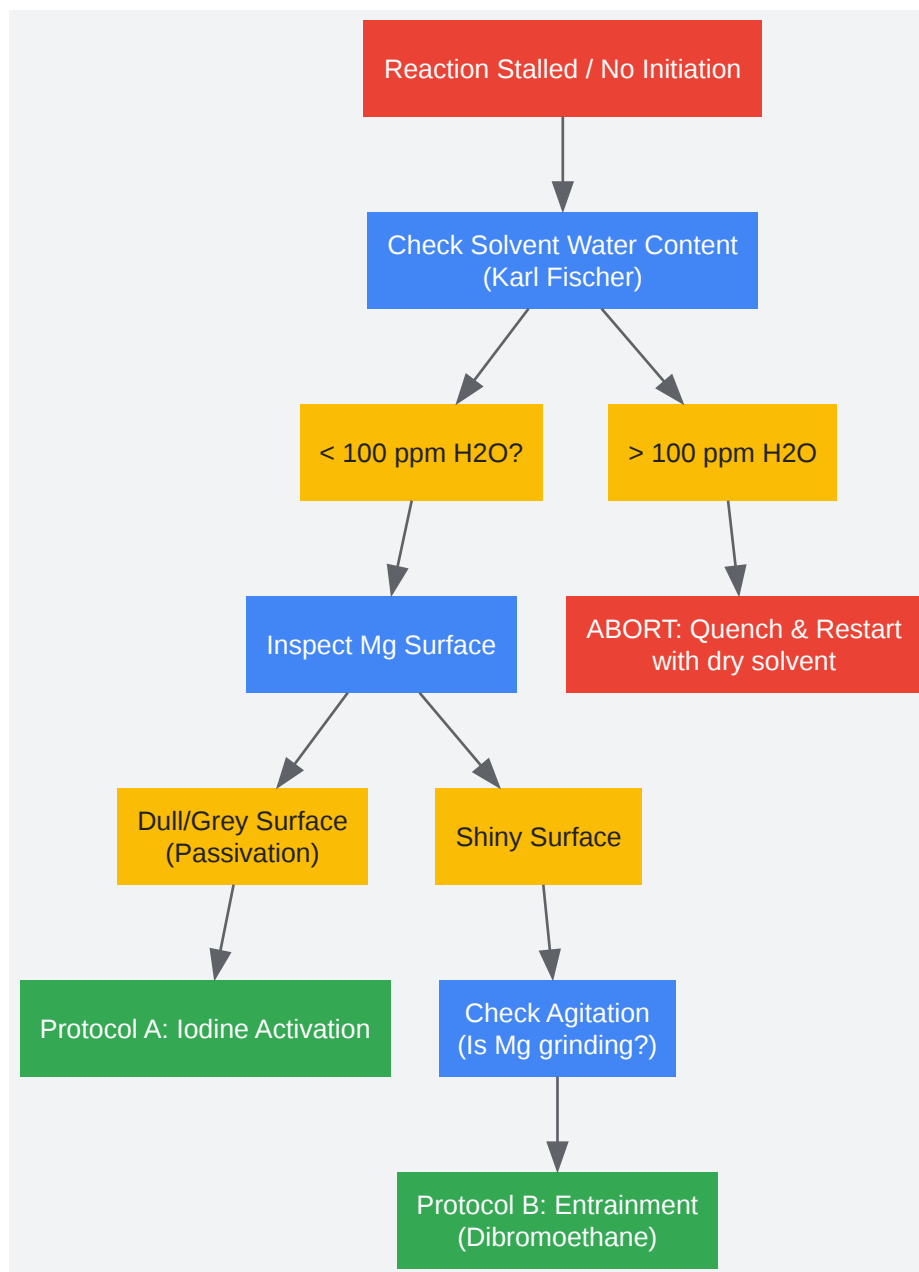 Reaction Stalled / No Initiation
Check Solvent Water Content
(Karl Fischer)
< 100 ppm H2O?
> 100 ppm H2O
Inspect Mg Surface
ABORT: Quench & Restart
with dry solvent
Dull/Grey Surface
(Passivation)
Shiny Surface
Protocol A: Iodine Activation
Check Agitation
(Is Mg grinding?)
Protocol B: Entrainment
(Dibromoethane)